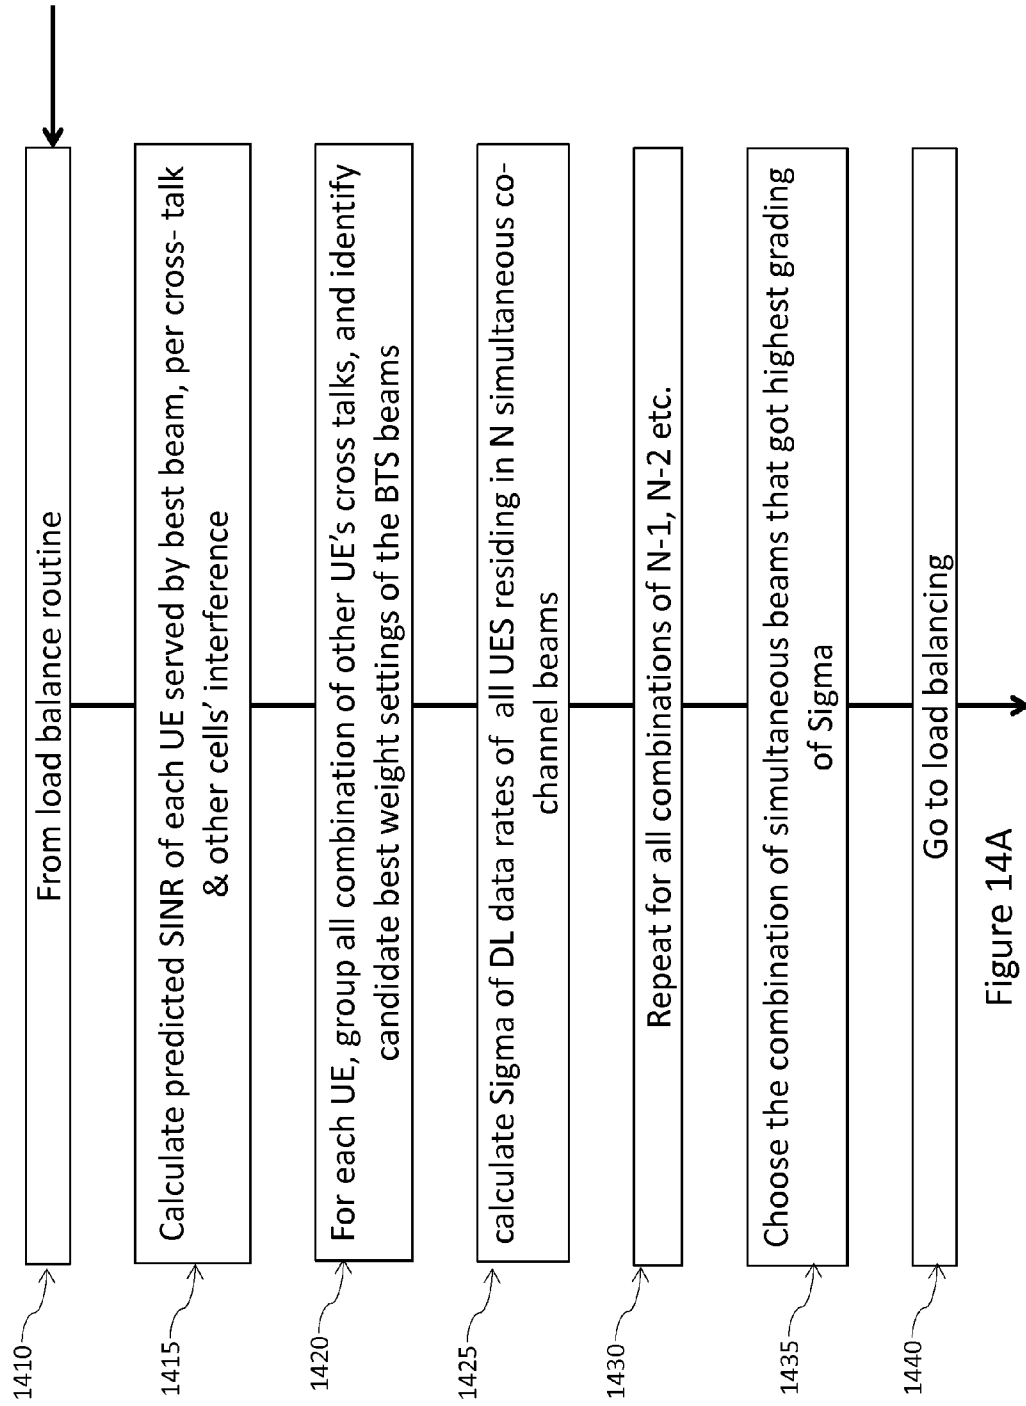 1410
From load balance routine
1415
Calculate predicted SINR of each UE served by best beam, per cross- talk
& other cells' interference
1420
For each UE, group all combination of other UE's cross talks, and identify
candidate best weight settings of the BTS beams
1425
calculate Sigma of DL data rates of all UES residing in N simultaneous co-
channel beams
1430
Repeat for all combinations of N-1, N-2 etc.
1435
Choose the combination of simultaneous beams that got highest grading
of Sigma
1440
Go to load balancing
Figure 14A